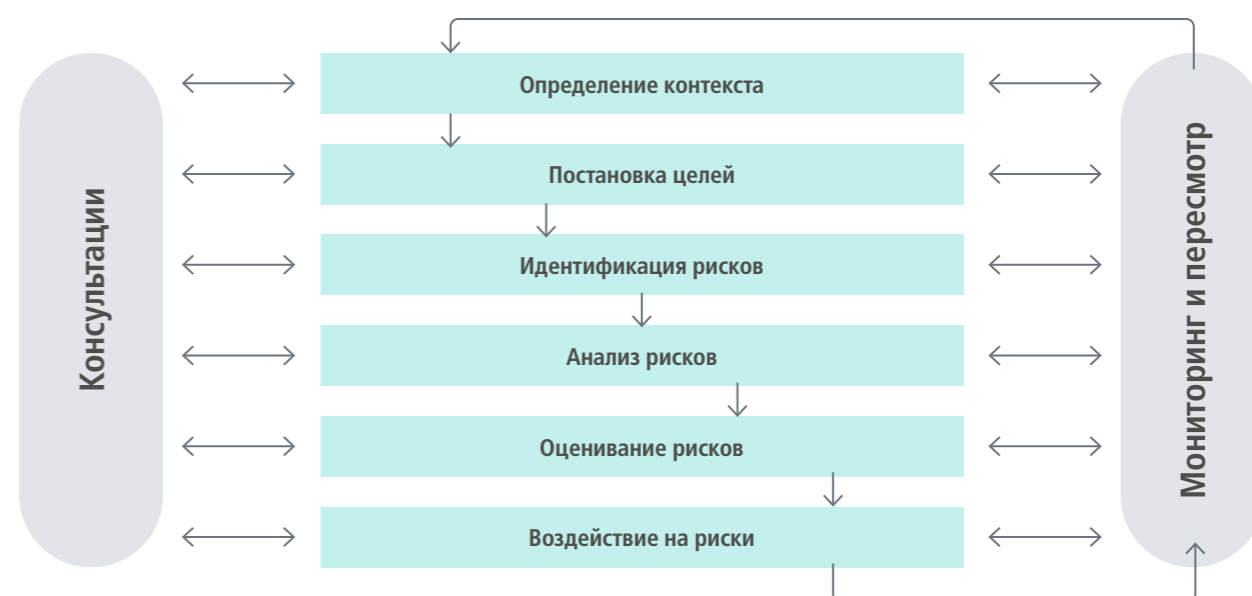 Консультации
Определение контекста
Постановка целей
Идентификация рисков
Анализ рисков
Оценивание рисков
Воздействие на риски
Мониторинг и пересмотр